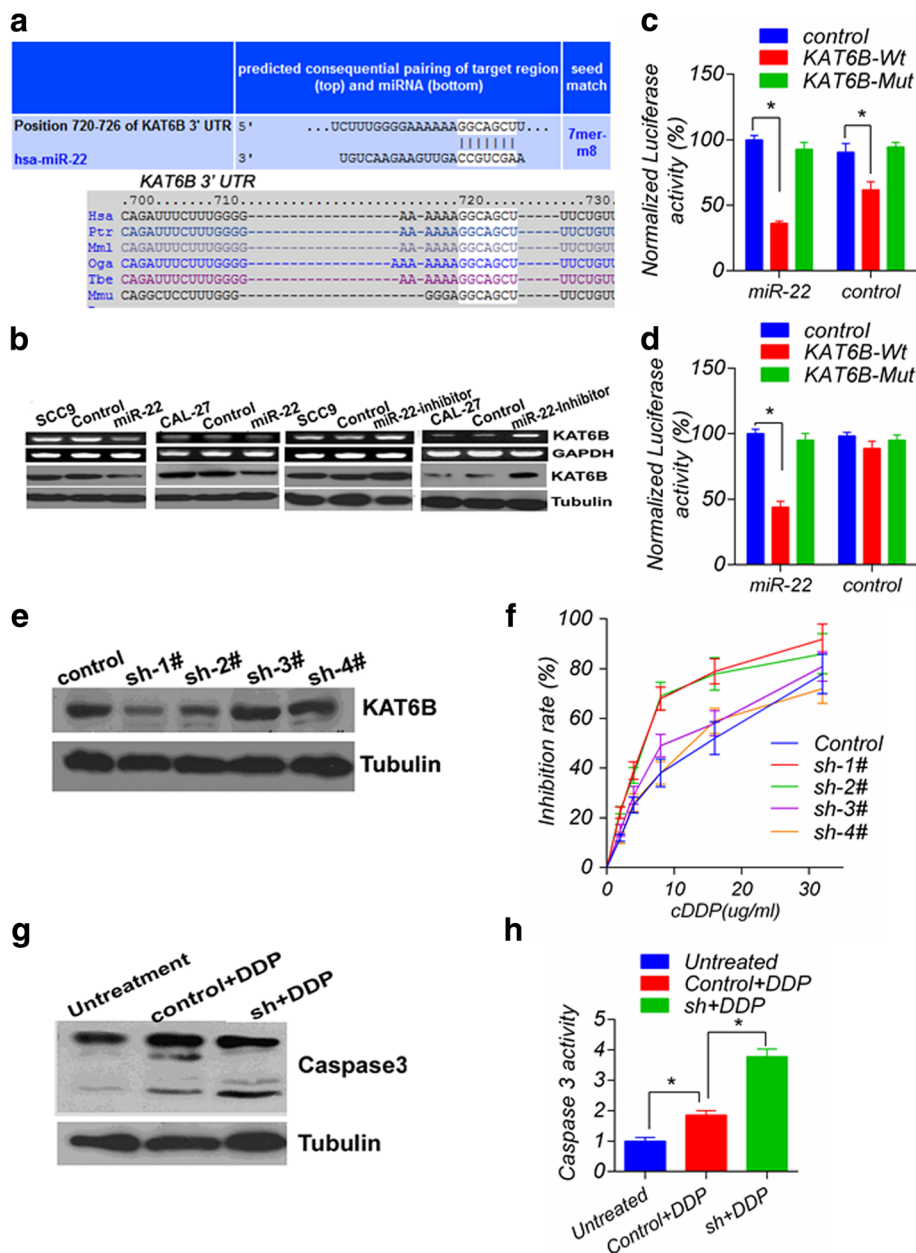 a
predicted consequential pairing of target region
(top) and miRNA (bottom)
seed
match
Position 720-726 of KAT6B 3' UTR
5' ...UCUUUGGGGAAAAAAGGCAGCUU...
hsa-miR-22
3' UGUCAAGAAGUUGACCGUCGAA
7mer-
m8
KAT6B 3' UTR
.700.......710.......720.......730
Hsa CAGAUUUCUUUGGGG--------------AA-AAAAGGCAGCU-----UUCUGUU
Ptr CAGAUUUCUUUGGGG--------------AA-AAAAGGCAGCU-----UUCUGUU
Mml CAGAUUUCUUUGGGG--------------AA-AAAAGGCAGCU-----UUCUGUU
Oga CAGAUUUCUUUGGGG-------------AAA-AAAAGGCAGCU-----UUCUGUU
Tbe CAGAUUUCUUUGGGG--------------AA-AAAAGGCAGCU-----UUCUGUU
Mmu CAGGCUCCUUUGGG------------------GGGAGGCAGCU-----UUCUGUU
b
SCC9 Control miR-22
CAL-27 Control miR-22
SCC9 Control miR-22-inhibitor
CAL-27 Control miR-22-Inhibitor
KAT6B
GAPDH
KAT6B
Tubulin
c
control
KAT6B-Wt
KAT6B-Mut
Normalized Luciferase
activity (%)
150
100
50
0
*
*
miR-22
control
d
control
KAT6B-Wt
KAT6B-Mut
Normalized Luciferase
activity (%)
150
100
50
0
*
miR-22
control
e
control sh-1# sh-2# sh-3# sh-4#
KAT6B
Tubulin
f
Inhibition rate (%)
100
80
60
40
20
0
0 10 20 30 40
cDDP(ug/ml)
Control
sh-1#
sh-2#
sh-3#
sh-4#
g
Untreatment control+DDP sh+DDP
Caspase3
Tubulin
h
Untreated
Control+DDP
sh+DDP
Caspase 3 activity
5
4
3
2
1
0
*
*
Untreated
Control+DDP
sh+DDP